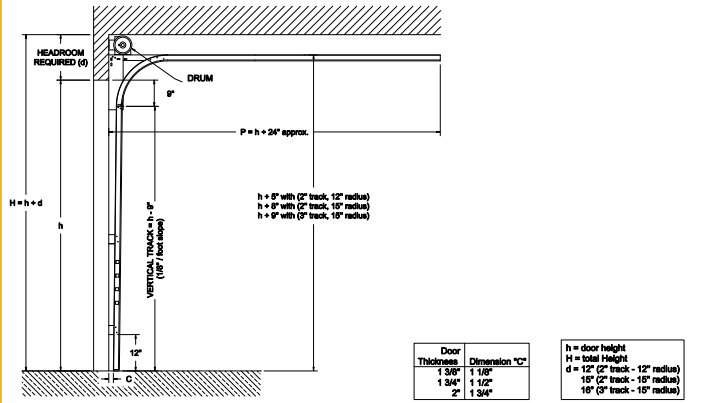 HEADROOM
REQUIRED (d)
DRUM
9"
P = h + 24" approx.
H = h + d
h
h + 5" with (2" track, 12" radius)
h + 8" with (2" track, 15" radius)
h + 9" with (3" track, 15" radius)
VERTICAL TRACK = h - 9"
(1/8" / foot slope)
12"
C
Door
Thickness Dimension "C"
1 3/8" 1 1/8"
1 3/4" 1 1/2"
2" 1 3/4"
h = door height
H = total Height
d = 12" (2" track - 12" radius)
15" (2" track - 15" radius)
16" (3" track - 15" radius)